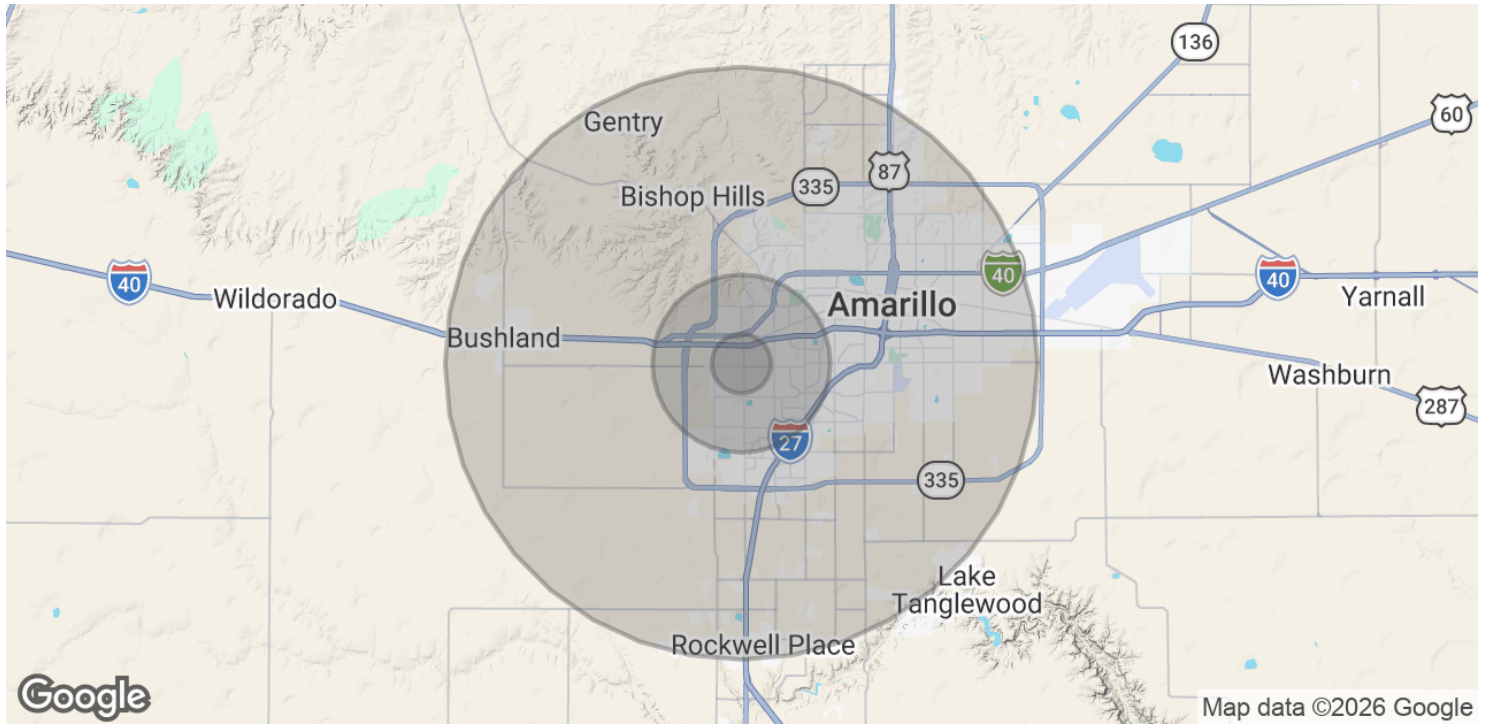 136
60
Gentry
87
335
Bishop Hills
40
40
40
Wildorado
Amarillo
Yarnall
Bushland
Washburn
287
27
335
Lake
Tanglewood
Rockwell Place
Google
Map data ©2026 Google